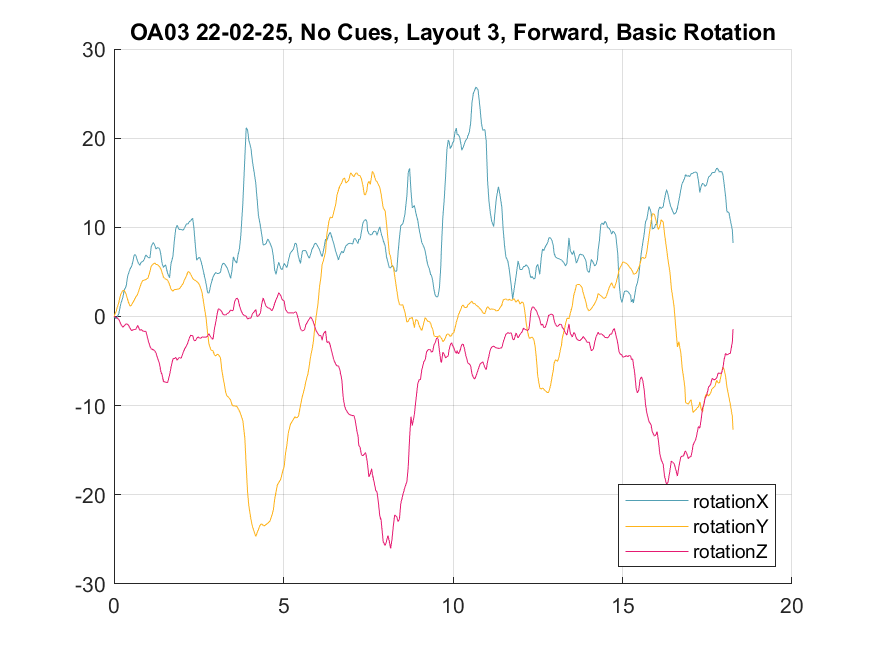 OA03 22-02-25, No Cues, Layout 3, Forward, Basic Rotation
30
20
10
0
-10
-20
-30
0 5 10 15 20
rotationX
rotationY
rotationZ